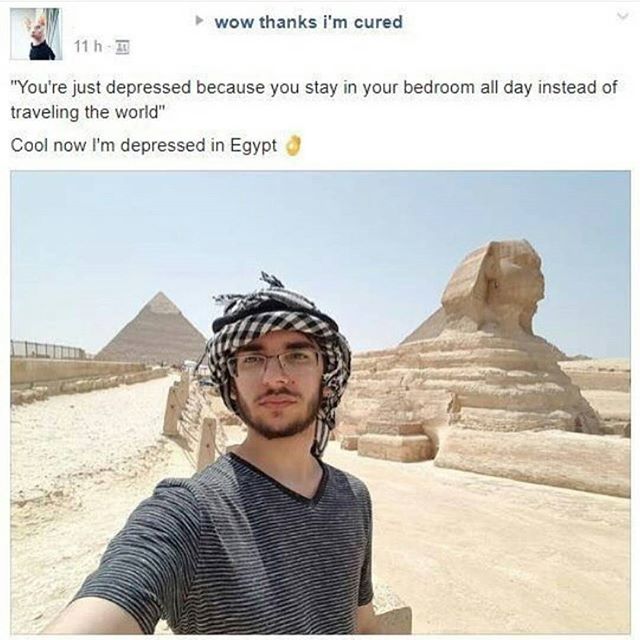 wow thanks i'm cured
11 h
"You're just depressed because you stay in your bedroom all day instead of
traveling the world"
Cool now I'm depressed in Egypt 👌